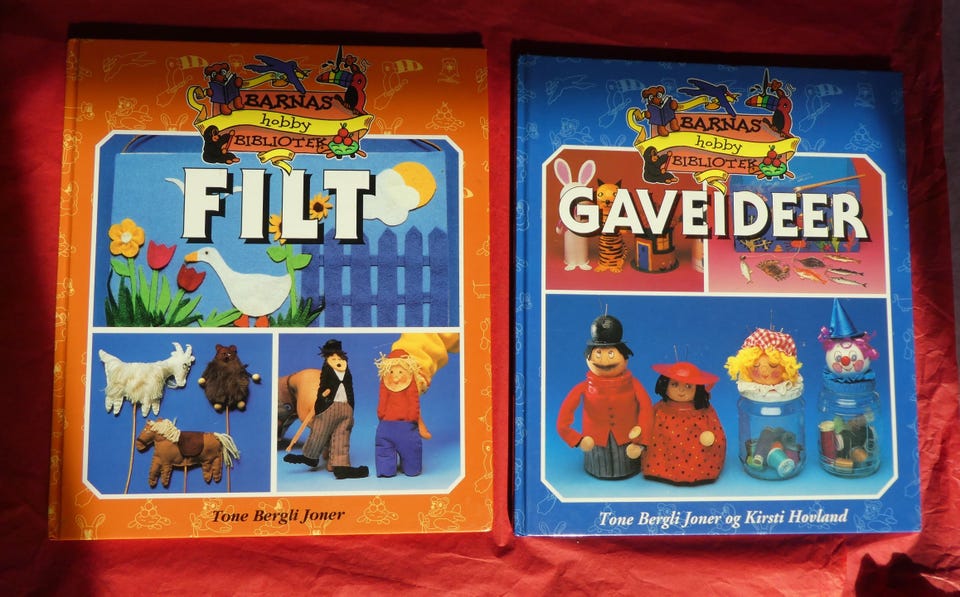 BARNAS
hobby
BIBLIOTEK
FILT
Tone Bergli Joner
BARNAS
hobby
BIBLIOTEK
GAVEIDEER
Tone Bergli Joner og Kirsti Hovland